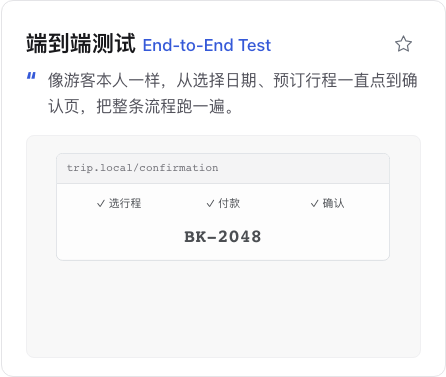 端到端测试 End-to-End Test
“ 像游客本人一样，从选择日期、预订行程一直点到确
认页，把整条流程跑一遍。
trip.local/confirmation
✓ 选行程 ✓ 付款 ✓ 确认
BK-2048